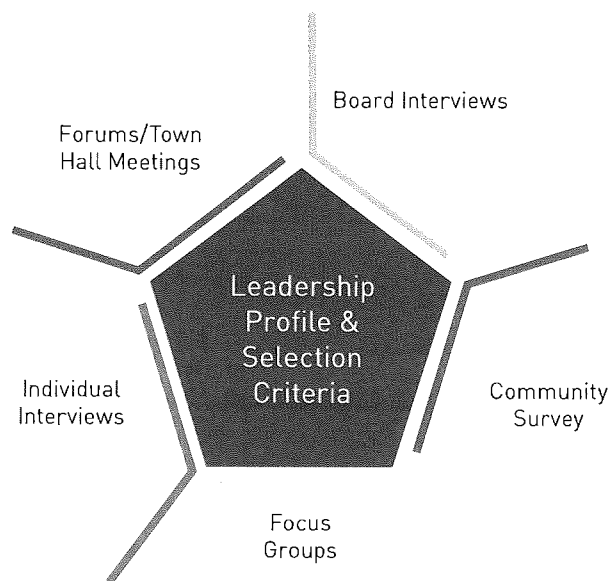 Board Interviews
Forums/Town
Hall Meetings
Leadership
Profile &
Selection
Criteria
Individual
Interviews
Community
Survey
Focus
Groups